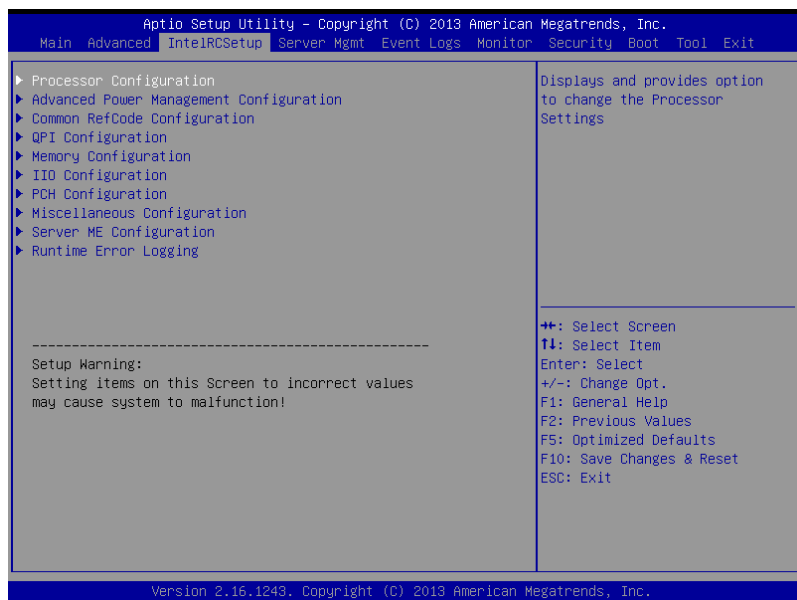 Aptio Setup Utility – Copyright (C) 2013 American Megatrends, Inc.
Main Advanced IntelRCSetup Server Mgmt Event Logs Monitor Security Boot Tool Exit
Processor Configuration
Advanced Power Management Configuration
Common RefCode Configuration
QPI Configuration
Memory Configuration
IIO Configuration
PCH Configuration
Miscellaneous Configuration
Server ME Configuration
Runtime Error Logging
--------------------------------------------------
Setup Warning:
Setting items on this Screen to incorrect values
may cause system to malfunction!
Displays and provides option
to change the Processor
Settings
→←: Select Screen
↑↓: Select Item
Enter: Select
+/-: Change Opt.
F1: General Help
F2: Previous Values
F5: Optimized Defaults
F10: Save Changes & Reset
ESC: Exit
Version 2.16.1243. Copyright (C) 2013 American Megatrends, Inc.